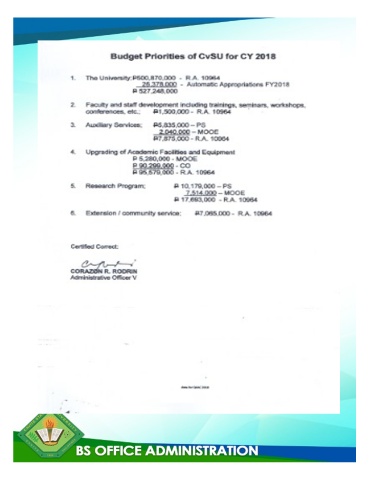 Budget Priorities of CvSU for CY 2018
1. The University:₱500,870,000 - R.A. 10964
26,378,000 - Automatic Appropriations FY2018
₱ 527,248,000
2. Faculty and staff development including trainings, seminars, workshops,
conferences, etc.; ₱1,500,000 - R.A. 10964
3. Auxiliary Services; ₱5,835,000 – PS
2,040,000 – MOOE
₱7,875,000 - R.A. 10964
4. Upgrading of Academic Facilities and Equipment
₱ 5,280,000 - MOOE
₱ 90,299,000 - CO
₱ 95,579,000 - R.A. 10964
5. Research Program; ₱ 10,179,000 – PS
7,514,000 – MOOE
₱ 17,693,000 - R.A. 10964
6. Extension / community service; ₱7,065,000 - R.A. 10964
Certified Correct:
CORAZON R. RODRIN
Administrative Officer V
BS OFFICE ADMINISTRATION